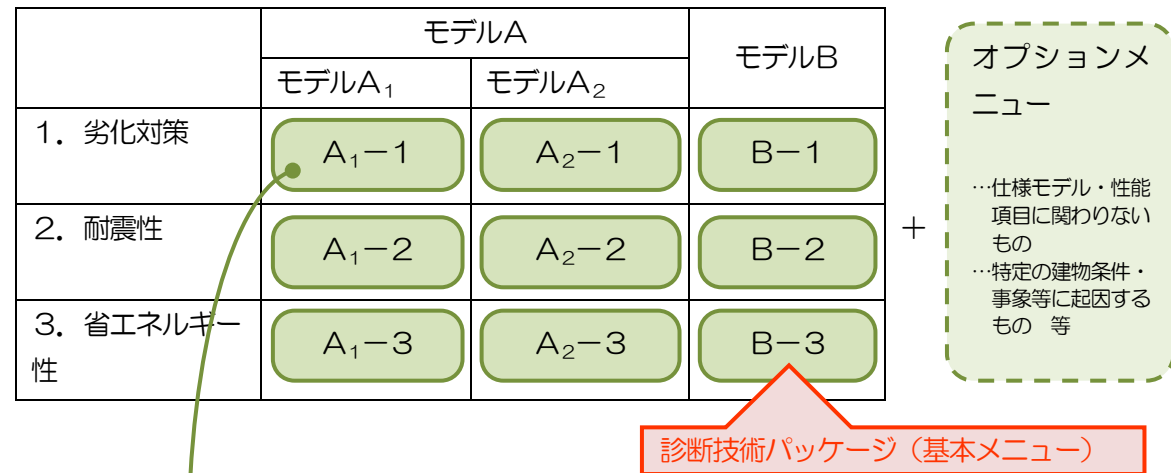 モデルA
モデルB
モデルA₁
モデルA₂
1．劣化対策
A₁－1
A₂－1
B－1
2．耐震性
A₁－2
A₂－2
B－2
3．省エネルギー
性
A₁－3
A₂－3
B－3
＋
オプションメ
ニュー
…仕様モデル・性能
項目に関わりない
もの
…特定の建物条件・
事象等に起因する
もの　等
診断技術パッケージ（基本メニュー）